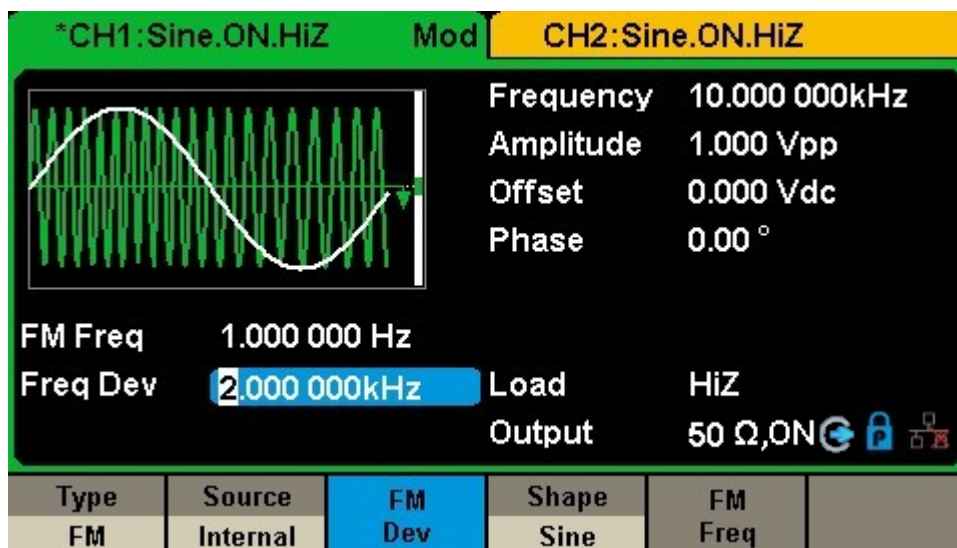 *CH1:Sine.ON.HiZ Mod CH2:Sine.ON.HiZ
Frequency 10.000 000kHz
Amplitude 1.000 Vpp
Offset 0.000 Vdc
Phase 0.00 °
FM Freq 1.000 000 Hz
Freq Dev 2.000 000kHz Load HiZ
Output 50 Ω,ON P
Type Source FM Shape FM
FM Internal Dev Sine Freq